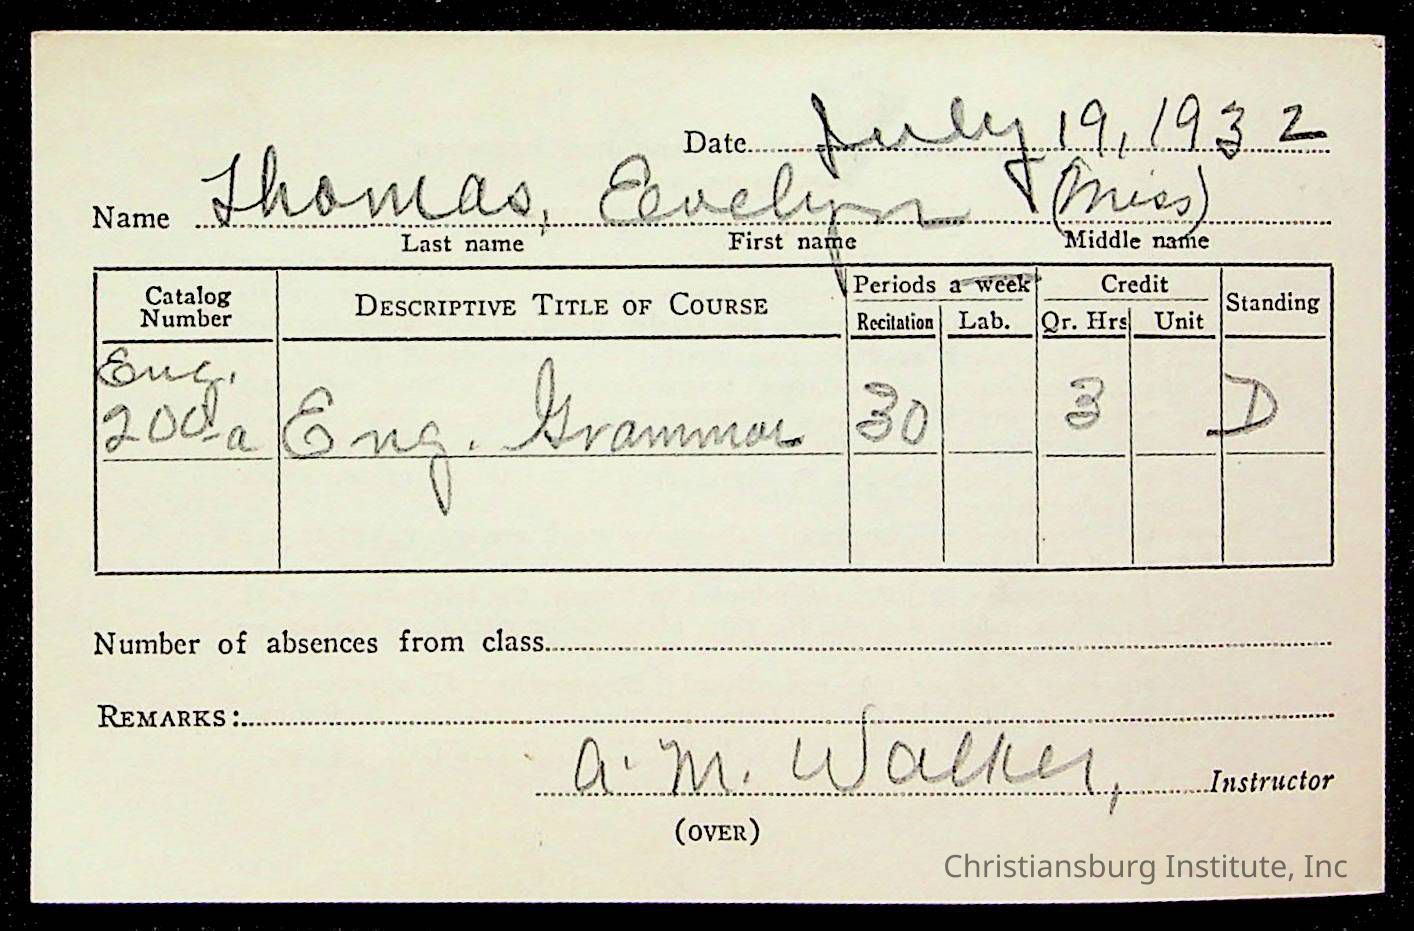 Date July 19, 1932
Name Thomas, Evelyn (Miss)
Last name First name Middle name
Catalog Number DESCRIPTIVE TITLE OF COURSE Periods a week Credit Standing
Recitation Lab. Qr. Hrs Unit
Eng.
200-a Eng. Grammar 30 3 D
Number of absences from class
REMARKS:
A. M. Walker, Instructor
(OVER)
Christiansburg Institute, Inc